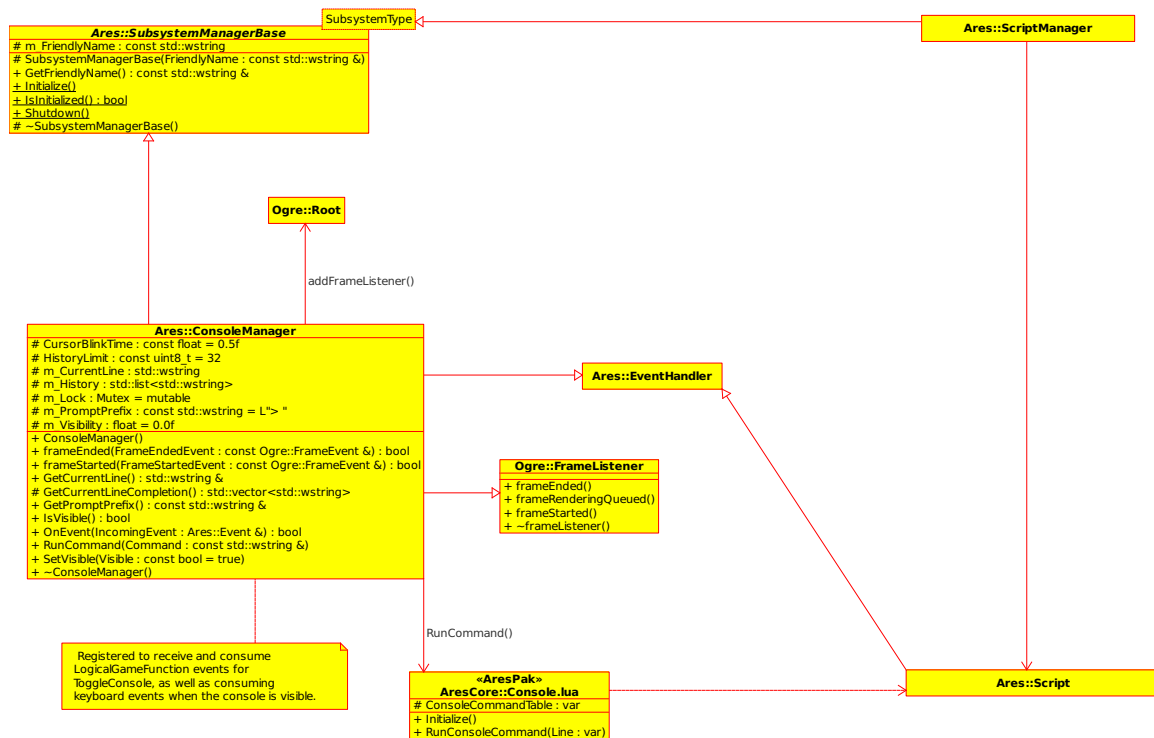 SubsystemType
Ares::SubsystemManagerBase
# m_FriendlyName : const std::wstring
# SubsystemManagerBase(FriendlyName : const std::wstring &)
+ GetFriendlyName() : const std::wstring &
+ Initialize()
+ IsInitialized() : bool
+ Shutdown()
# ~SubsystemManagerBase()
Ares::ScriptManager
Ogre::Root
addFrameListener()
Ares::ConsoleManager
# CursorBlinkTime : const float = 0.5f
# HistoryLimit : const uint8_t = 32
# m_CurrentLine : std::wstring
# m_History : std::list<std::wstring>
# m_Lock : Mutex = mutable
# m_PromptPrefix : const std::wstring = L"> "
# m_Visibility : float = 0.0f
+ ConsoleManager()
+ frameEnded(FrameEndedEvent : const Ogre::FrameEvent &) : bool
+ frameStarted(FrameStartedEvent : const Ogre::FrameEvent &) : bool
+ GetCurrentLine() : std::wstring &
# GetCurrentLineCompletion() : std::vector<std::wstring>
+ GetPromptPrefix() : const std::wstring &
+ IsVisible() : bool
+ OnEvent(IncomingEvent : Ares::Event &) : bool
+ RunCommand(Command : const std::wstring &)
+ SetVisible(Visible : const bool = true)
+ ~ConsoleManager()
Ares::EventHandler
Ogre::FrameListener
+ frameEnded()
+ frameRenderingQueued()
+ frameStarted()
+ ~frameListener()
RunCommand()
Registered to receive and consume
LogicalGameFunction events for
ToggleConsole, as well as consuming
keyboard events when the console is visible.
«AresPak»
AresCore::Console.lua
# ConsoleCommandTable : var
+ Initialize()
+ RunConsoleCommand(Line : var)
Ares::Script